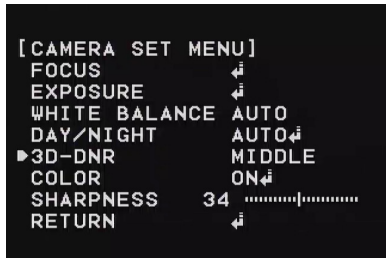 [CAMERA SET MENU]
FOCUS ↲
EXPOSURE ↲
WHITE BALANCE AUTO
DAY/NIGHT AUTO↲
▶3D-DNR MIDDLE
COLOR ON↲
SHARPNESS 34
RETURN ↲